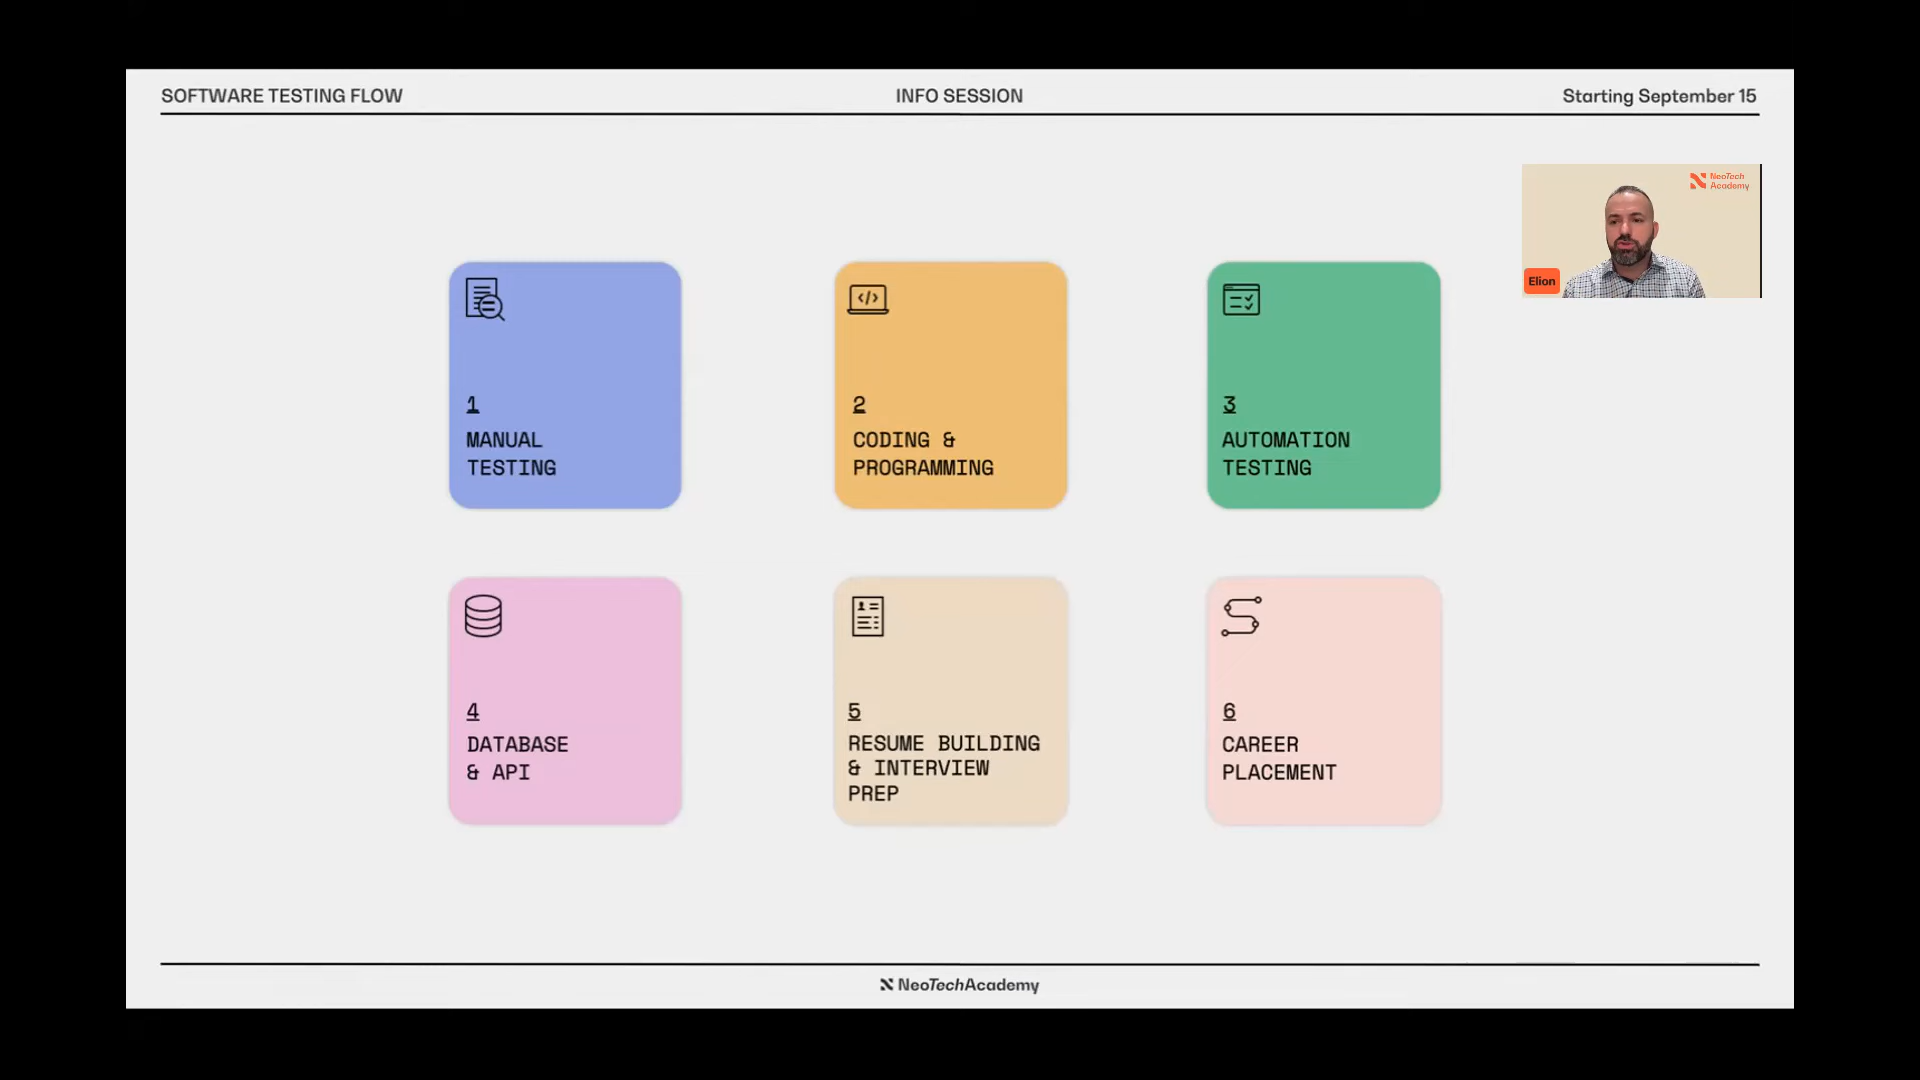 SOFTWARE TESTING FLOW
INFO SESSION
Starting September 15
NeoTech
Academy
Elion
1
MANUAL
TESTING
2
CODING &
PROGRAMMING
3
AUTOMATION
TESTING
4
DATABASE
& API
5
RESUME BUILDING
& INTERVIEW
PREP
6
CAREER
PLACEMENT
NeoTechAcademy